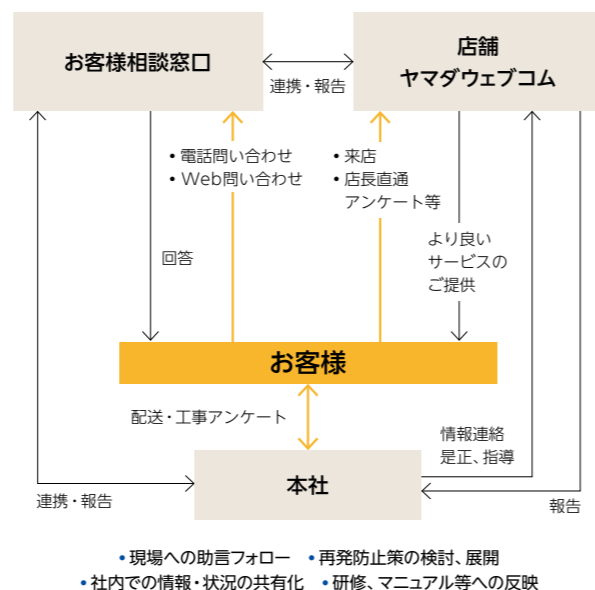 お客様相談窓口
店舗
ヤマダウェブコム
連携・報告
• 電話問い合わせ
• Web問い合わせ
• 来店
• 店長直通
アンケート等
回答
より良い
サービスの
ご提供
お客様
配送・工事アンケート
情報連絡
是正、指導
本社
連携・報告
報告
• 現場への助言フォロー • 再発防止策の検討、展開
• 社内での情報・状況の共有化 • 研修、マニュアル等への反映